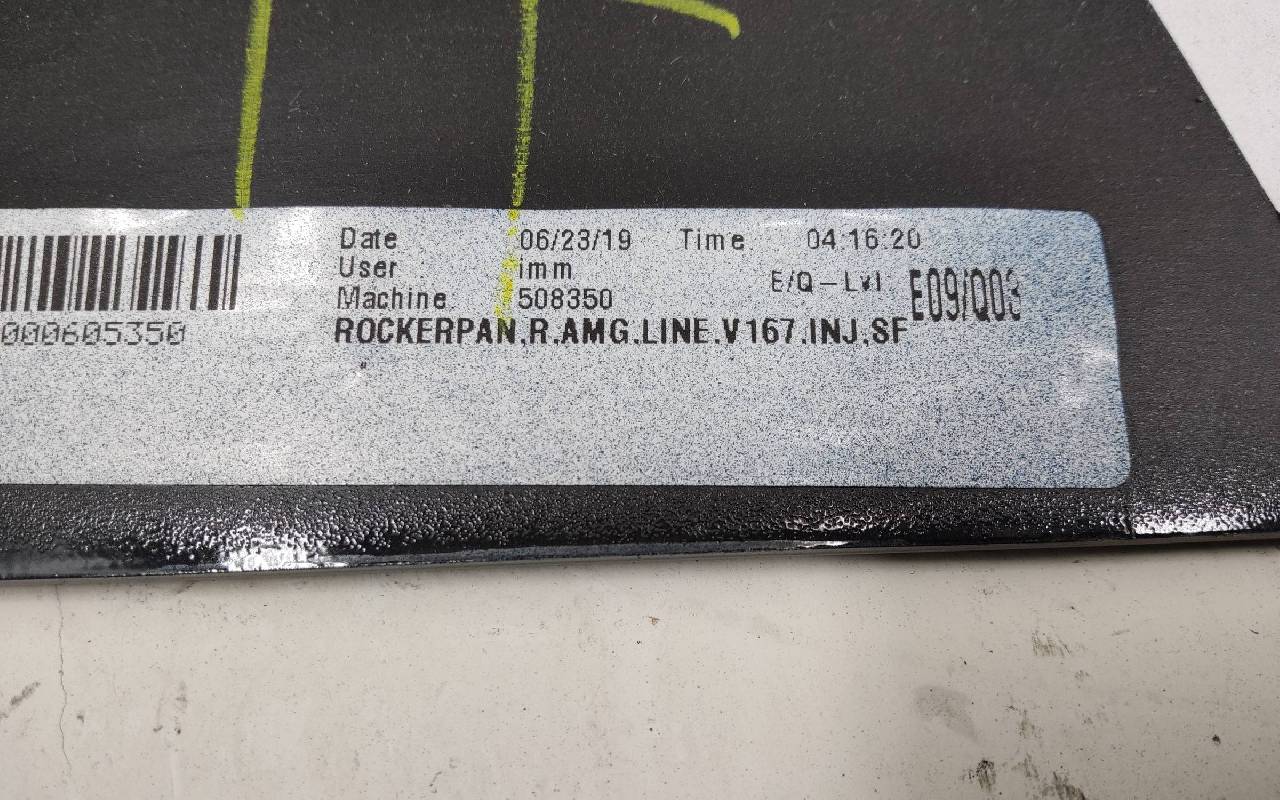 Date 06/23/19 Time 04:16:20
User : imm
E/Q-Lvl E09/Q03
Machine: 508350
000605350
ROCKERPAN.R.AMG.LINE.V167.INJ.SF